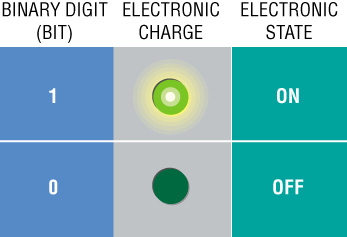 BINARY DIGIT ELECTRONIC ELECTRONIC
(BIT) CHARGE STATE
1 ON
0 OFF